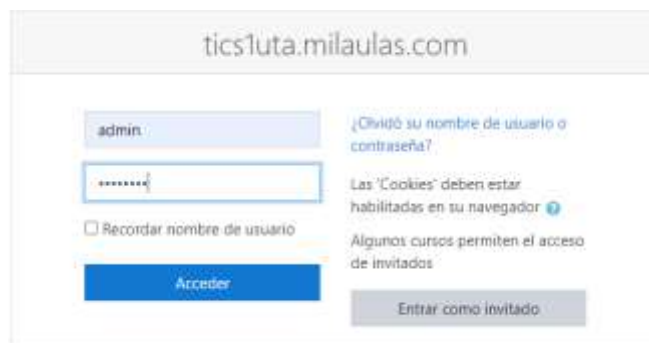 tics1uta.milaulas.com
admin
••••••••
Recordar nombre de usuario
Acceder
¿Olvidó su nombre de usuario o
contraseña?
Las 'Cookies' deben estar
habilitadas en su navegador
Algunos cursos permiten el acceso
de invitados
Entrar como invitado